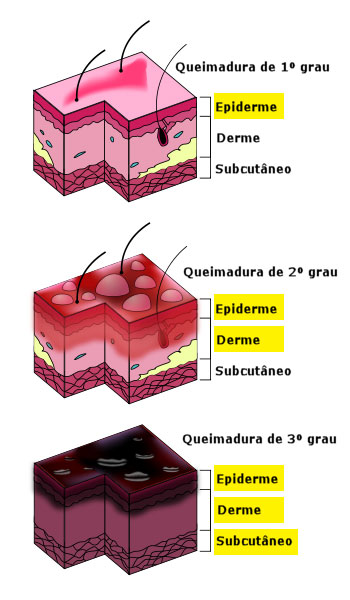 Queimadura de 1º grau
Epiderme
Derme
Subcutâneo
Queimadura de 2º grau
Epiderme
Derme
Subcutâneo
Queimadura de 3º grau
Epiderme
Derme
Subcutâneo